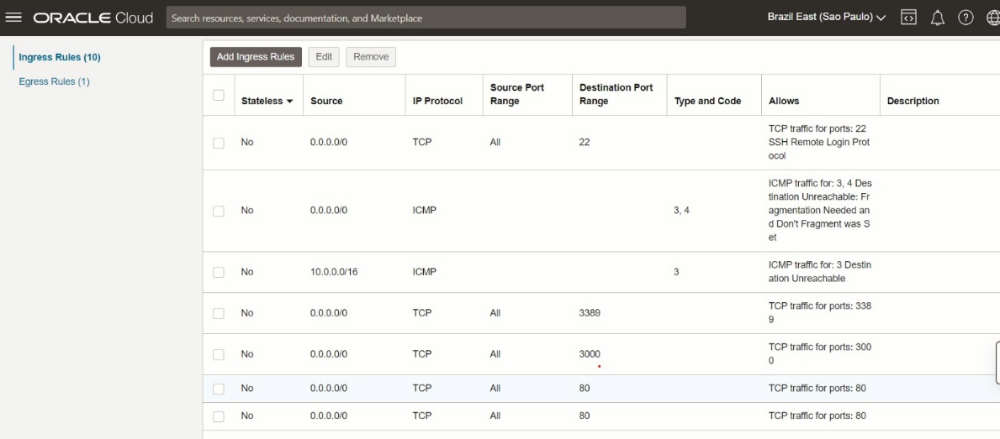 ORACLE Cloud
Search resources, services, documentation, and Marketplace
Brazil East (Sao Paulo)
Ingress Rules (10)
Egress Rules (1)
Add Ingress Rules Edit Remove
Stateless Source IP Protocol Source Port Range Destination Port Range Type and Code Allows Description
No 0.0.0.0/0 TCP All 22 TCP traffic for ports: 22
SSH Remote Login Prot
ocol
No 0.0.0.0/0 ICMP 3, 4 ICMP traffic for: 3, 4 Des
tination Unreachable: Fr
agmentation Needed an
d Don't Fragment was S
et
No 10.0.0.0/16 ICMP 3 ICMP traffic for: 3 Destin
ation Unreachable
No 0.0.0.0/0 TCP All 3389 TCP traffic for ports: 338
9
No 0.0.0.0/0 TCP All 3000 TCP traffic for ports: 300
0
No 0.0.0.0/0 TCP All 80 TCP traffic for ports: 80
No 0.0.0.0/0 TCP All 80 TCP traffic for ports: 80